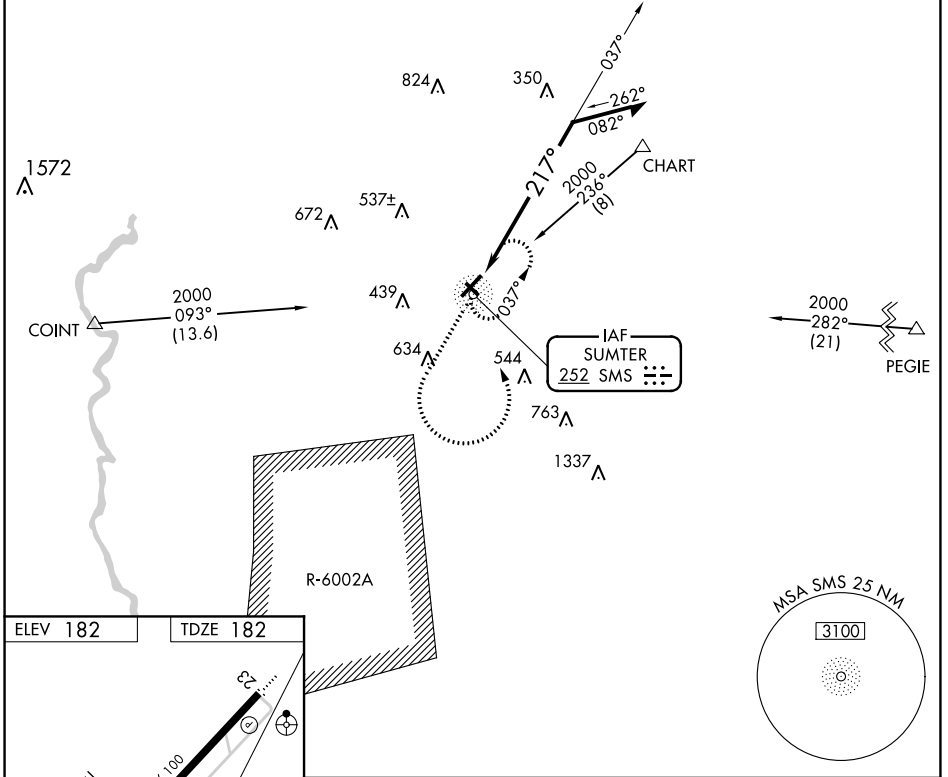 037°
824
350
262°
082°
217°
CHART
2000
236°
(8)
1572
537±
672
2000
093°
(13.6)
COINT
439
037°
2000
282°
(21)
PEGIE
IAF
SUMTER
252 SMS
634
544
763
1337
R-6002A
MSA SMS 25 NM
3100
ELEV 182
TDZE 182
23
100